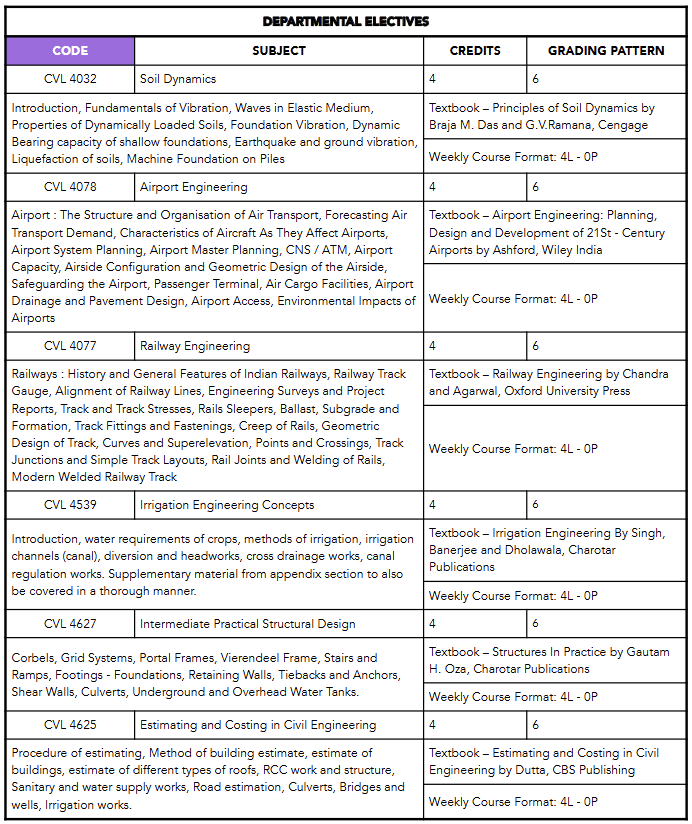 DEPARTMENTAL ELECTIVES
CODE SUBJECT CREDITS GRADING PATTERN
CVL 4032 Soil Dynamics 4 6
Introduction, Fundamentals of Vibration, Waves in Elastic Medium,
Properties of Dynamically Loaded Soils, Foundation Vibration, Dynamic
Bearing capacity of shallow foundations, Earthquake and ground vibration,
Liquefaction of soils, Machine Foundation on Piles
Textbook – Principles of Soil Dynamics by
Braja M. Das and G.V.Ramana, Cengage
Weekly Course Format: 4L - 0P
CVL 4078 Airport Engineering 4 6
Airport : The Structure and Organisation of Air Transport, Forecasting Air
Transport Demand, Characteristics of Aircraft As They Affect Airports,
Airport System Planning, Airport Master Planning, CNS / ATM, Airport
Capacity, Airside Configuration and Geometric Design of the Airside,
Safeguarding the Airport, Passenger Terminal, Air Cargo Facilities, Airport
Drainage and Pavement Design, Airport Access, Environmental Impacts of
Airports
Textbook – Airport Engineering: Planning,
Design and Development of 21St - Century
Airports by Ashford, Wiley India
Weekly Course Format: 4L - 0P
CVL 4077 Railway Engineering 4 6
Railways : History and General Features of Indian Railways, Railway Track
Gauge, Alignment of Railway Lines, Engineering Surveys and Project
Reports, Track and Track Stresses, Rails Sleepers, Ballast, Subgrade and
Formation, Track Fittings and Fastenings, Creep of Rails, Geometric
Design of Track, Curves and Superelevation, Points and Crossings, Track
Junctions and Simple Track Layouts, Rail Joints and Welding of Rails,
Modern Welded Railway Track
Textbook – Railway Engineering by Chandra
and Agarwal, Oxford University Press
Weekly Course Format: 4L - 0P
CVL 4539 Irrigation Engineering Concepts 4 6
Introduction, water requirements of crops, methods of irrigation, irrigation
channels (canal), diversion and headworks, cross drainage works, canal
regulation works. Supplementary material from appendix section to also
be covered in a thorough manner.
Textbook – Irrigation Engineering By Singh,
Banerjee and Dholawala, Charotar
Publications
Weekly Course Format: 4L - 0P
CVL 4627 Intermediate Practical Structural Design 4 6
Corbels, Grid Systems, Portal Frames, Vierendeel Frame, Stairs and
Ramps, Footings - Foundations, Retaining Walls, Tiebacks and Anchors,
Shear Walls, Culverts, Underground and Overhead Water Tanks.
Textbook – Structures In Practice by Gautam
H. Oza, Charotar Publications
Weekly Course Format: 4L - 0P
CVL 4625 Estimating and Costing in Civil Engineering 4 6
Procedure of estimating, Method of building estimate, estimate of
buildings, estimate of different types of roofs, RCC work and structure,
Sanitary and water supply works, Road estimation, Culverts, Bridges and
wells, Irrigation works.
Textbook – Estimating and Costing in Civil
Engineering by Dutta, CBS Publishing
Weekly Course Format: 4L - 0P